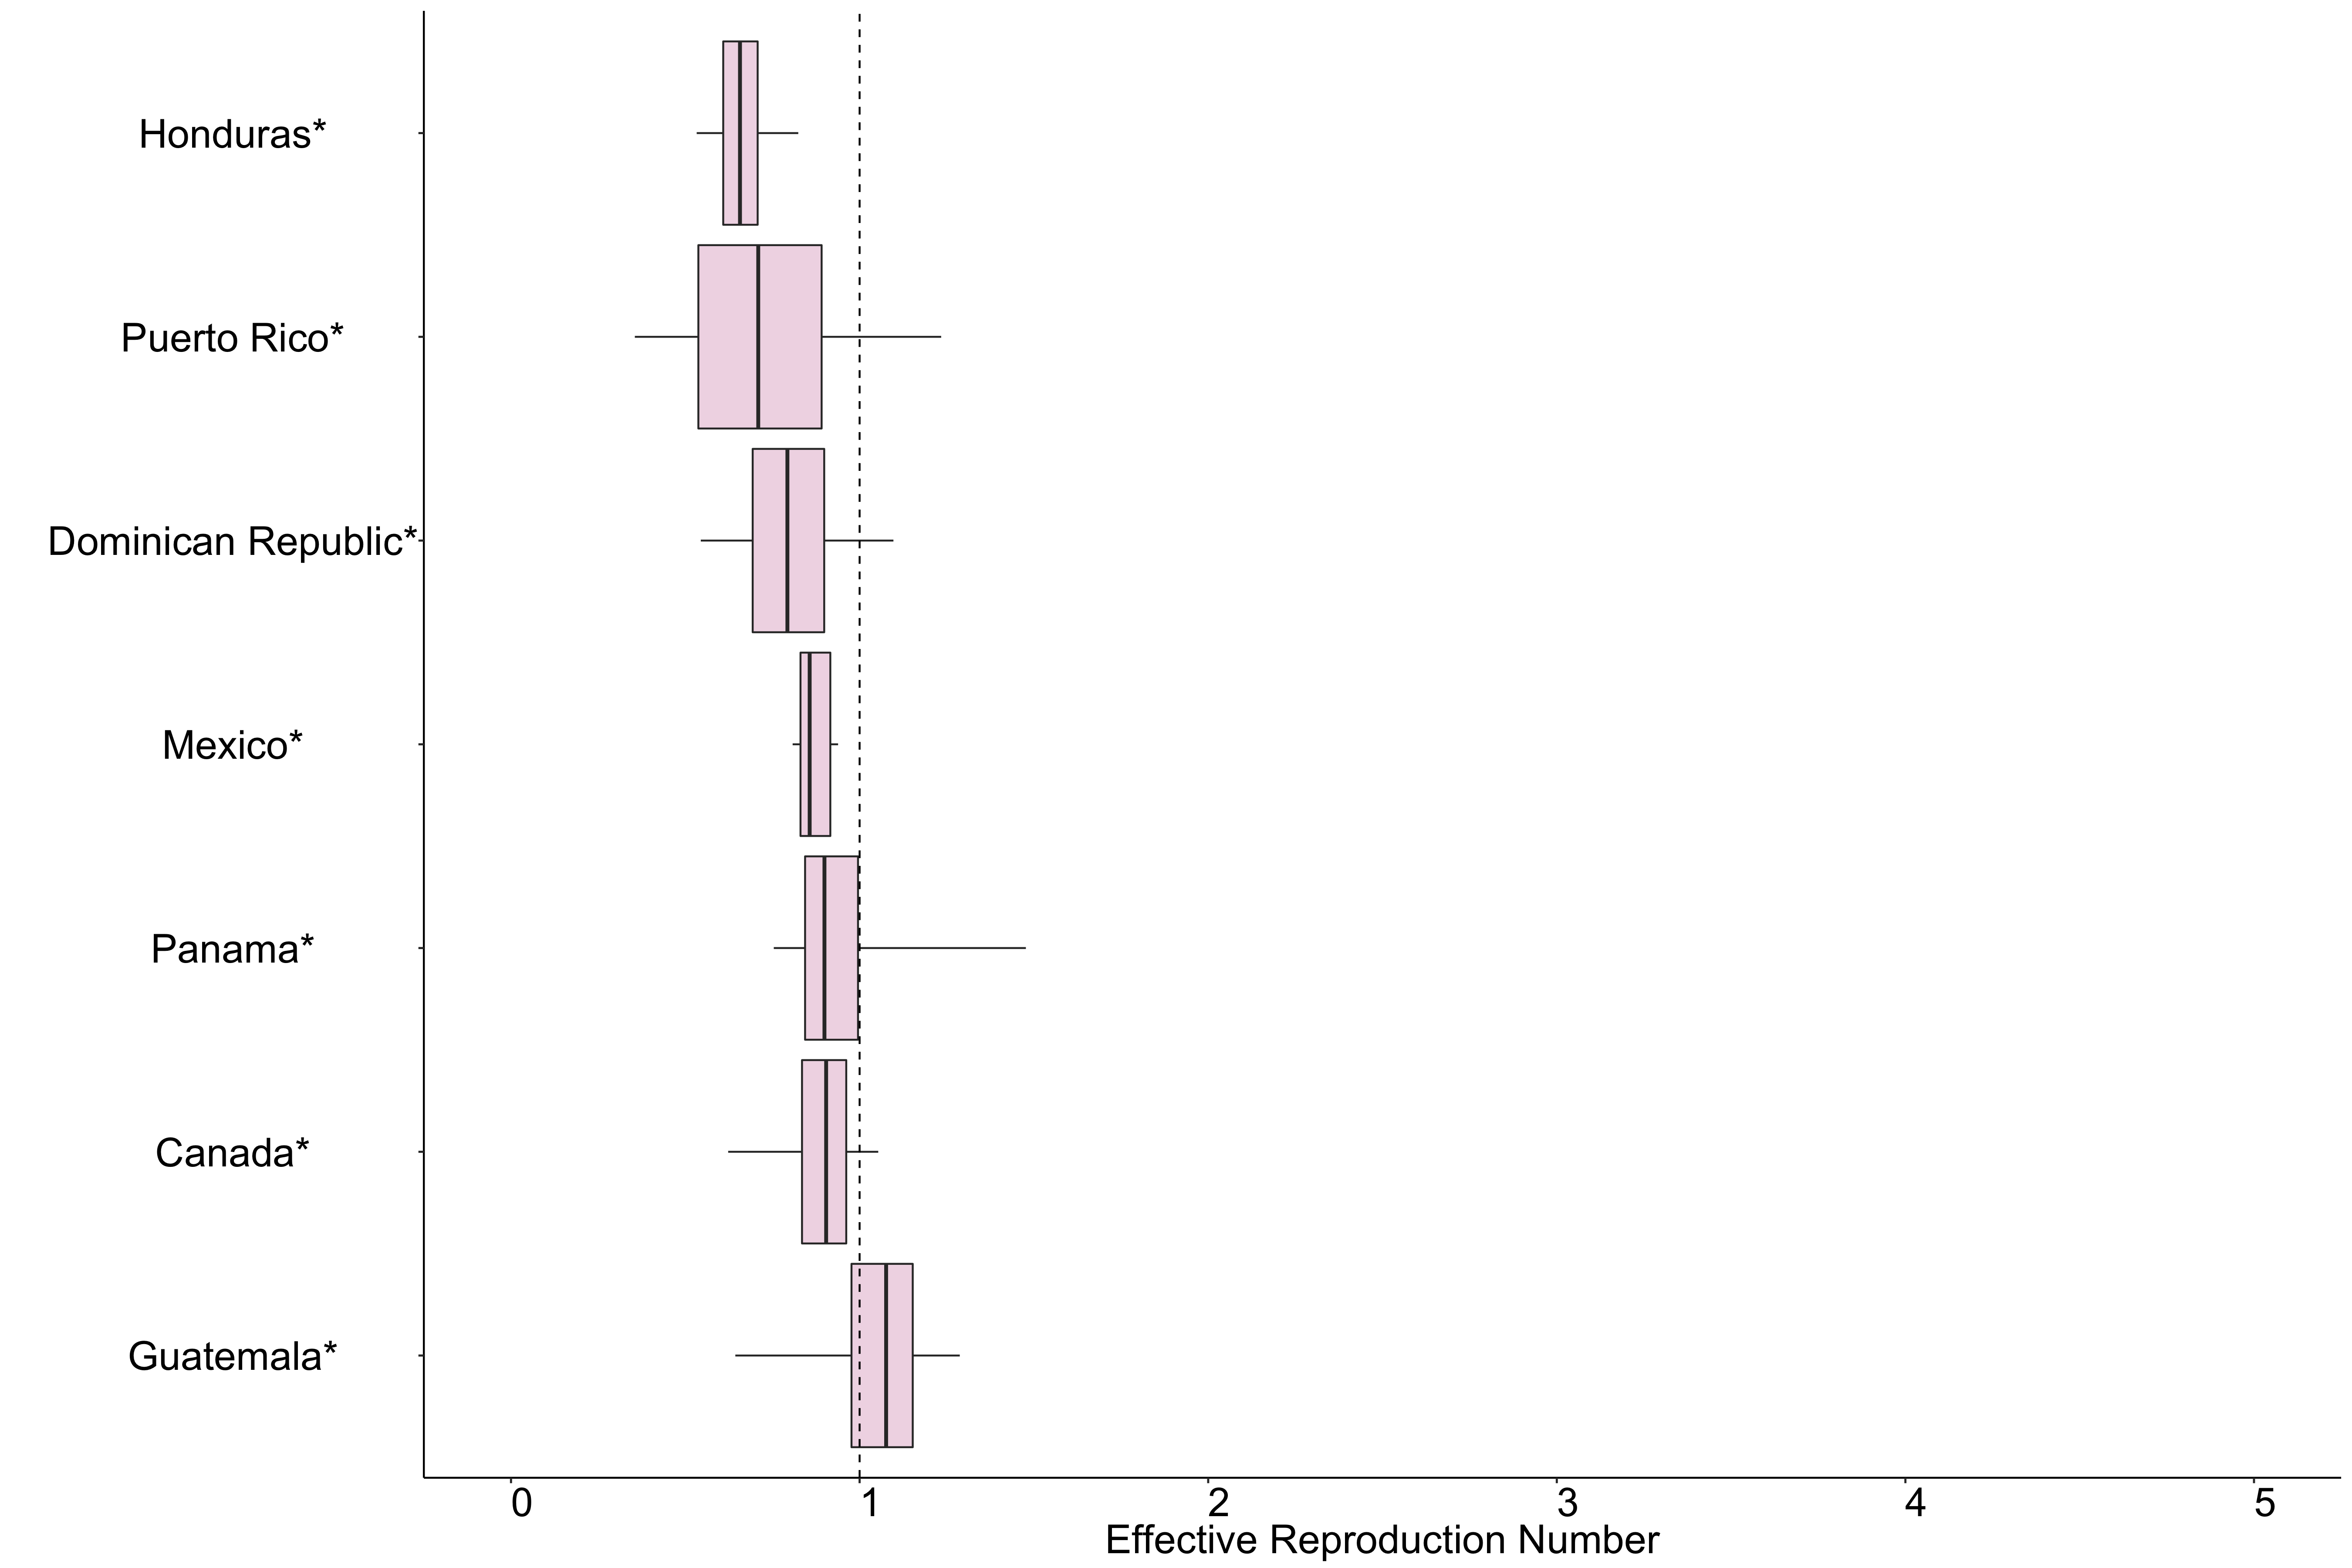 Honduras*
Puerto Rico*
Dominican Republic*
Mexico*
Panama*
Canada*
Guatemala*
0 1 2 3 4 5
Effective Reproduction Number